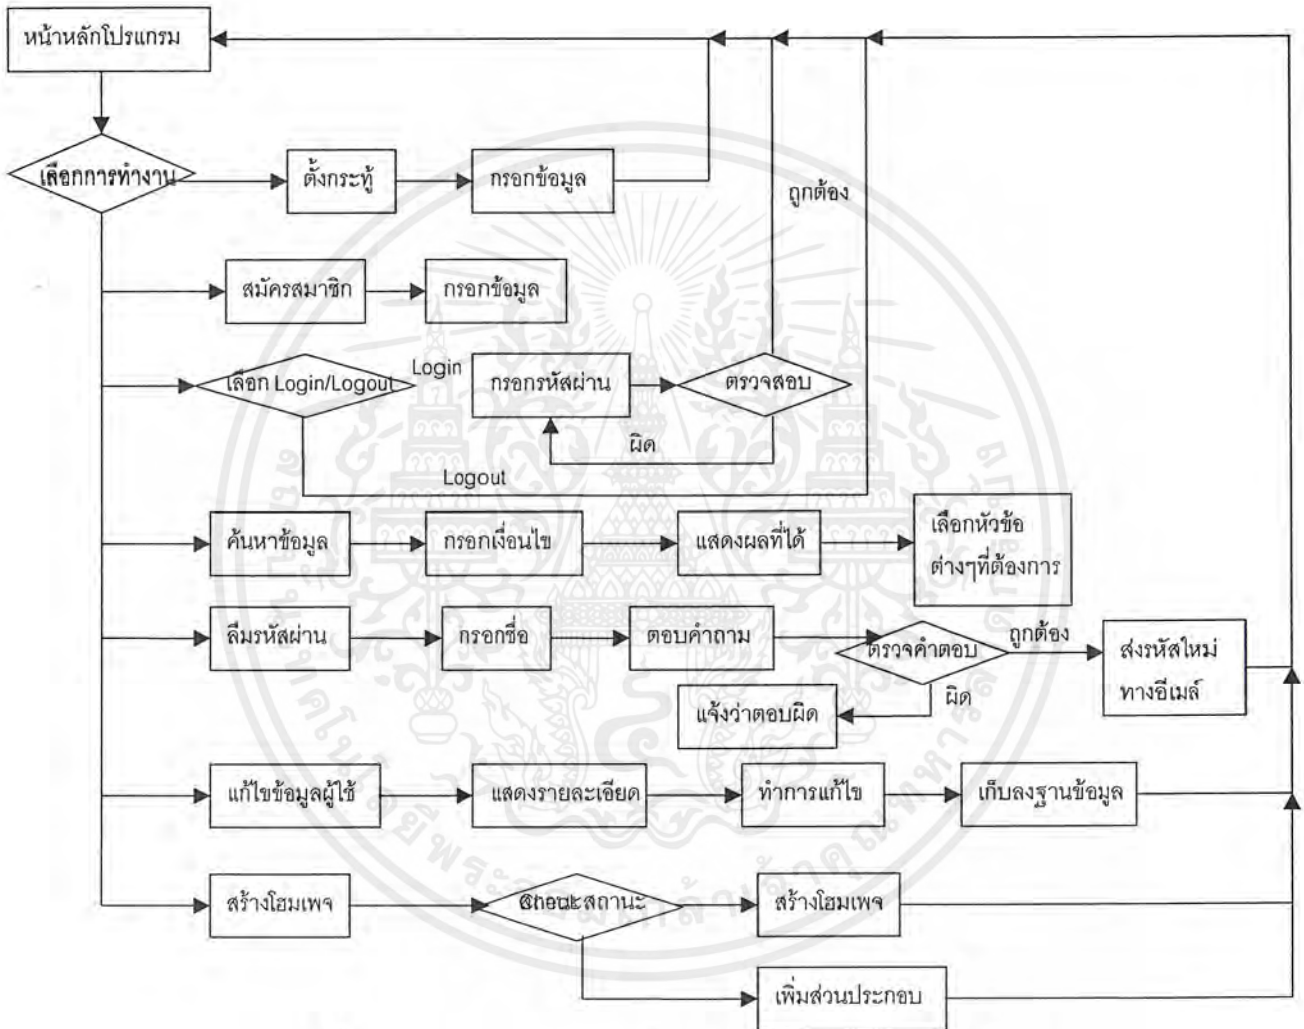 หน้าหลักโปรแกรม
เลือกการทำงาน
ตั้งกระทู้
กรอกข้อมูล
ถูกต้อง
สมัครสมาชิก
กรอกข้อมูล
เลือก Login/Logout
Login
กรอกรหัสผ่าน
ตรวจสอบ
ผิด
Logout
ค้นหาข้อมูล
กรอกเงื่อนไข
แสดงผลที่ได้
เลือกหัวข้อ
ต่างๆที่ต้องการ
ลืมรหัสผ่าน
กรอกชื่อ
ตอบคำถาม
ตรวจคำตอบ
ถูกต้อง
ส่งรหัสใหม่
ทางอีเมล์
ผิด
แจ้งว่าตอบผิด
แก้ไขข้อมูลผู้ใช้
แสดงรายละเอียด
ทำการแก้ไข
เก็บลงฐานข้อมูล
สร้างโฮมเพจ
Check สถานะ
สร้างโฮมเพจ
เพิ่มส่วนประกอบ